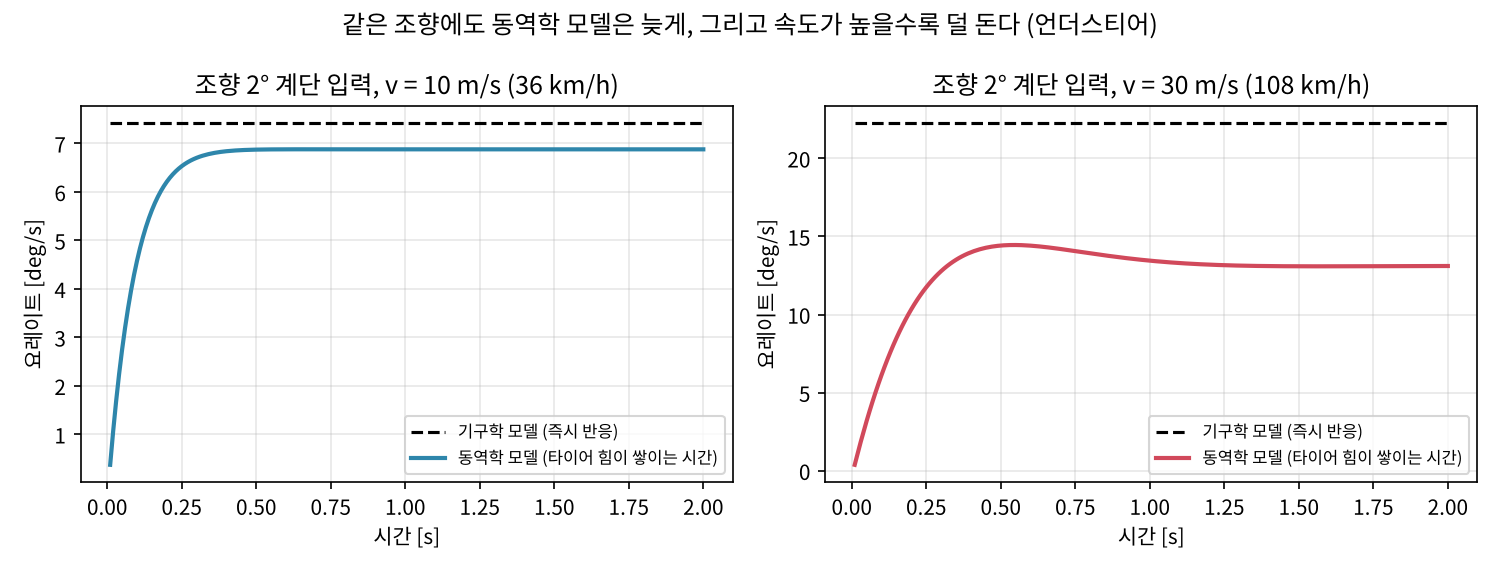 같은 조향에도 동역학 모델은 늦게, 그리고 속도가 높을수록 덜 돈다 (언더스티어)
조향 2° 계단 입력, v = 10 m/s (36 km/h)
요레이트 [deg/s]
7
6
5
4
3
2
1
기구학 모델 (즉시 반응)
동역학 모델 (타이어 힘이 쌓이는 시간)
0.00 0.25 0.50 0.75 1.00 1.25 1.50 1.75 2.00
시간 [s]
조향 2° 계단 입력, v = 30 m/s (108 km/h)
요레이트 [deg/s]
20
15
10
5
0
기구학 모델 (즉시 반응)
동역학 모델 (타이어 힘이 쌓이는 시간)
0.00 0.25 0.50 0.75 1.00 1.25 1.50 1.75 2.00
시간 [s]